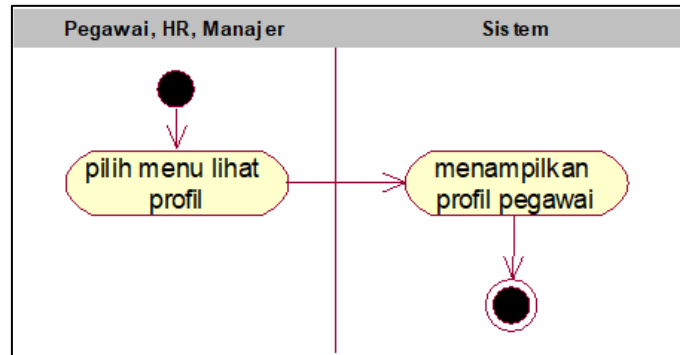 Pegawai, HR, Manajer
Sistem
pilih menu lihat
profil
menampilkan
profil pegawai